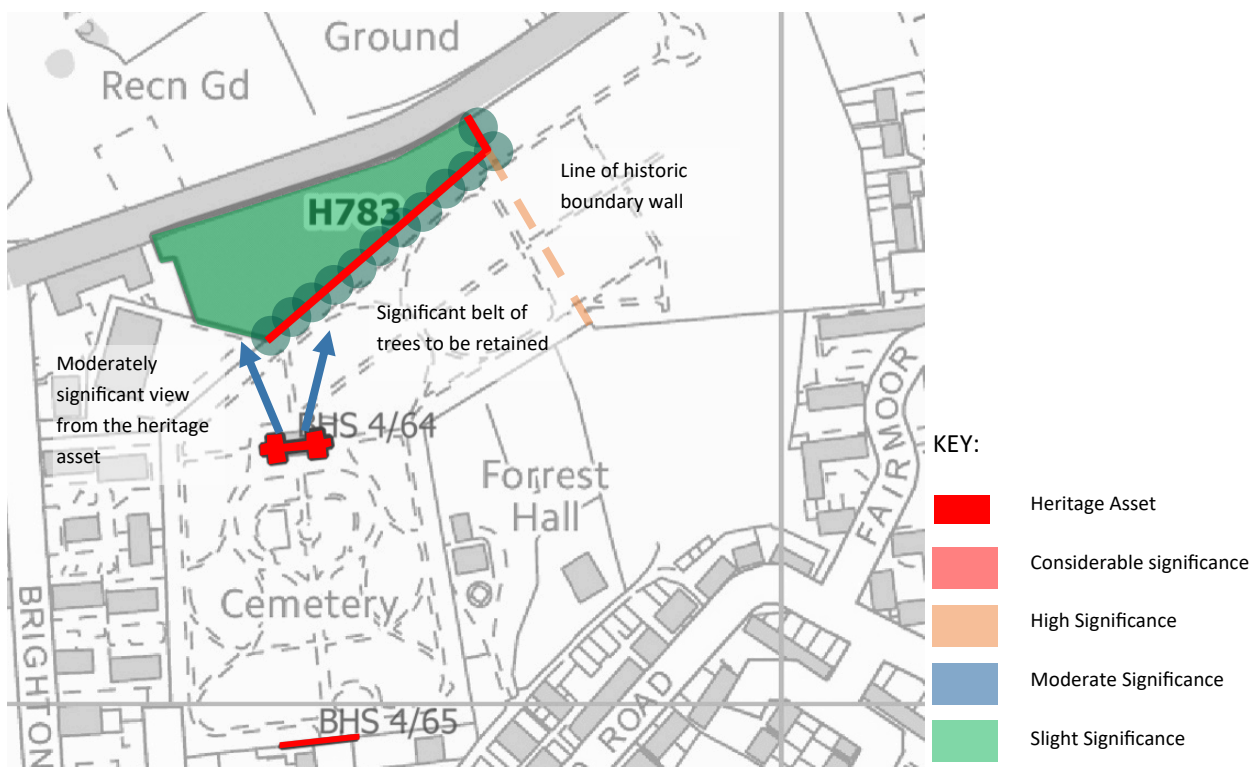 Ground
Recn Gd
Line of historic
boundary wall
H783
Significant belt of
trees to be retained
Moderately
significant view
from the heritage
asset
BHS 4/64
Forrest
Hall
FAIRMOOR
KEY:
Heritage Asset
Considerable significance
High Significance
Moderate Significance
Slight Significance
Cemetery
BRIGHTON
ROAD
BHS 4/65